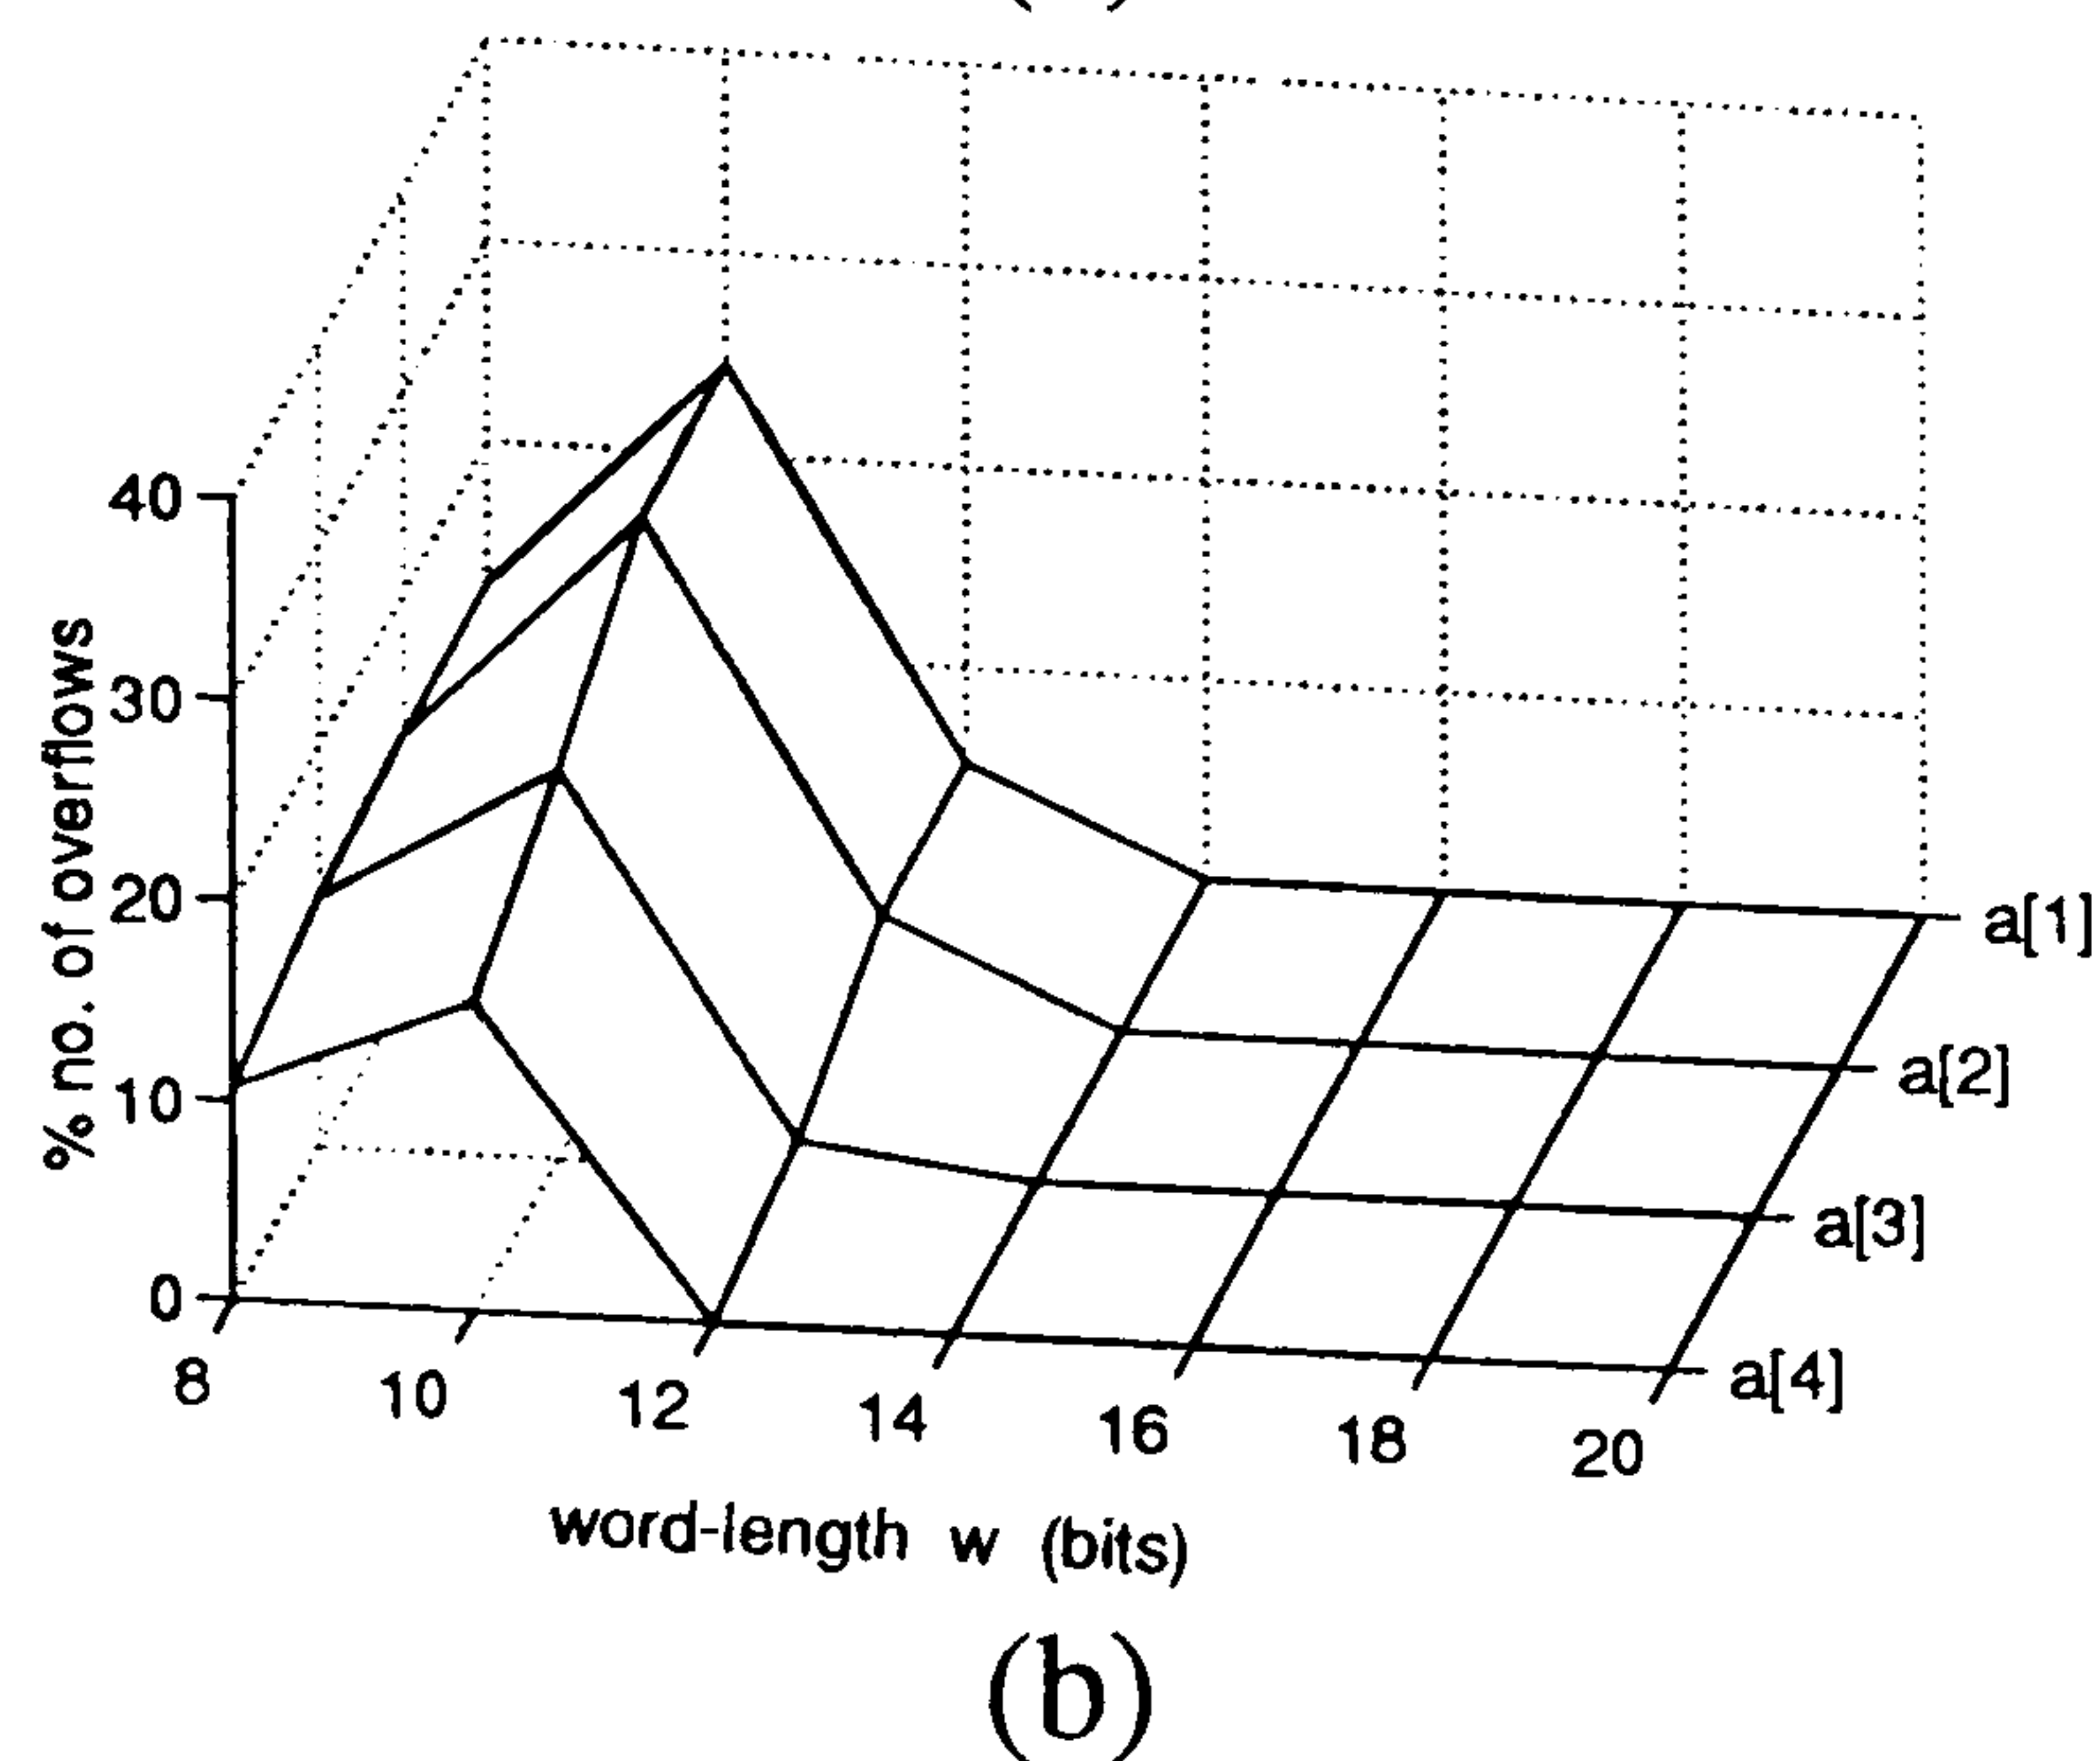 40
30
20
10
0
% no. of overflows
a[1]
a[2]
a[3]
a[4]
8 10 12 14 16 18 20
word-length w (bits)
(b)